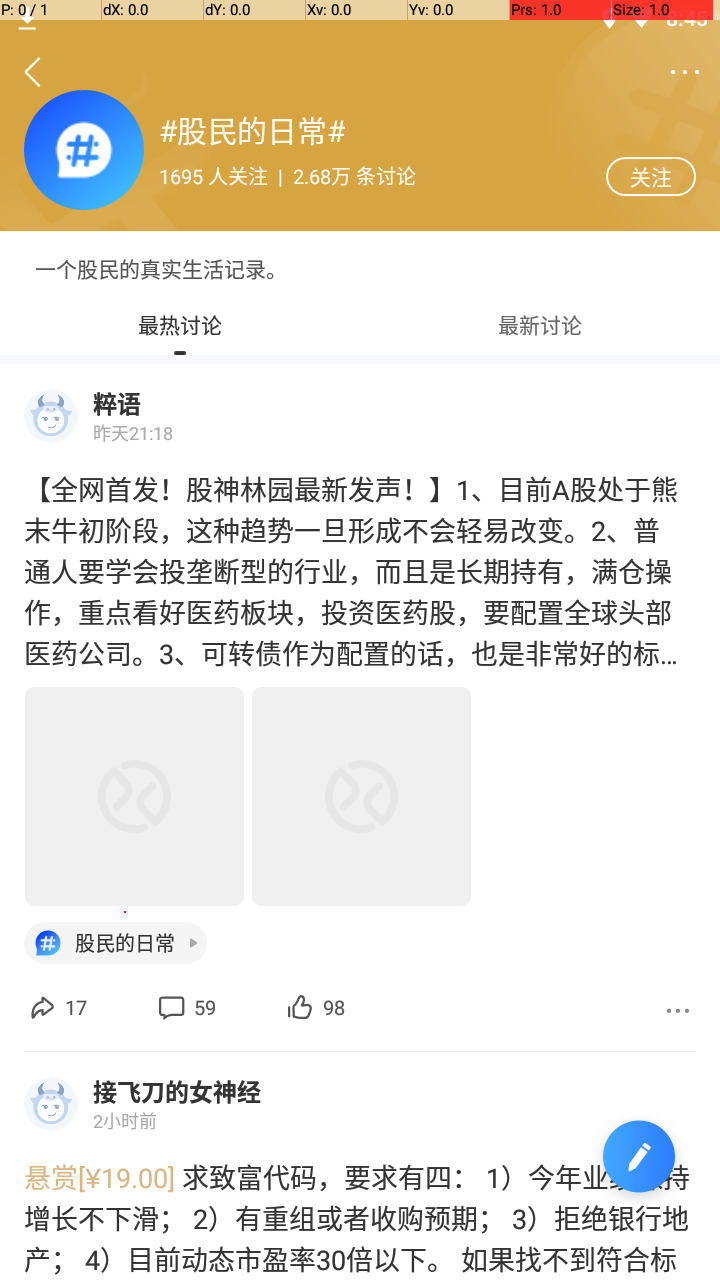 P: 0 / 1 dX: 0.0 dY: 0.0 Xv: 0.0 Yv: 0.0 Prs: 1.0 Size: 1.0
8:45
#股民的日常#
1695 人关注 | 2.68万 条讨论
关注
一个股民的真实生活记录。
最热讨论 最新讨论
粹语
昨天21:18
【全网首发！股神林园最新发声！】1、目前A股处于熊
末牛初阶段，这种趋势一旦形成不会轻易改变。2、普
通人要学会投垄断型的行业，而且是长期持有，满仓操
作，重点看好医药板块，投资医药股，要配置全球头部
医药公司。3、可转债作为配置的话，也是非常好的标...
股民的日常
17 59 98
接飞刀的女神经
2小时前
悬赏[¥19.00] 求致富代码，要求有四： 1）今年业 持
增长不下滑； 2）有重组或者收购预期； 3）拒绝银行地
产； 4）目前动态市盈率30倍以下。 如果找不到符合标